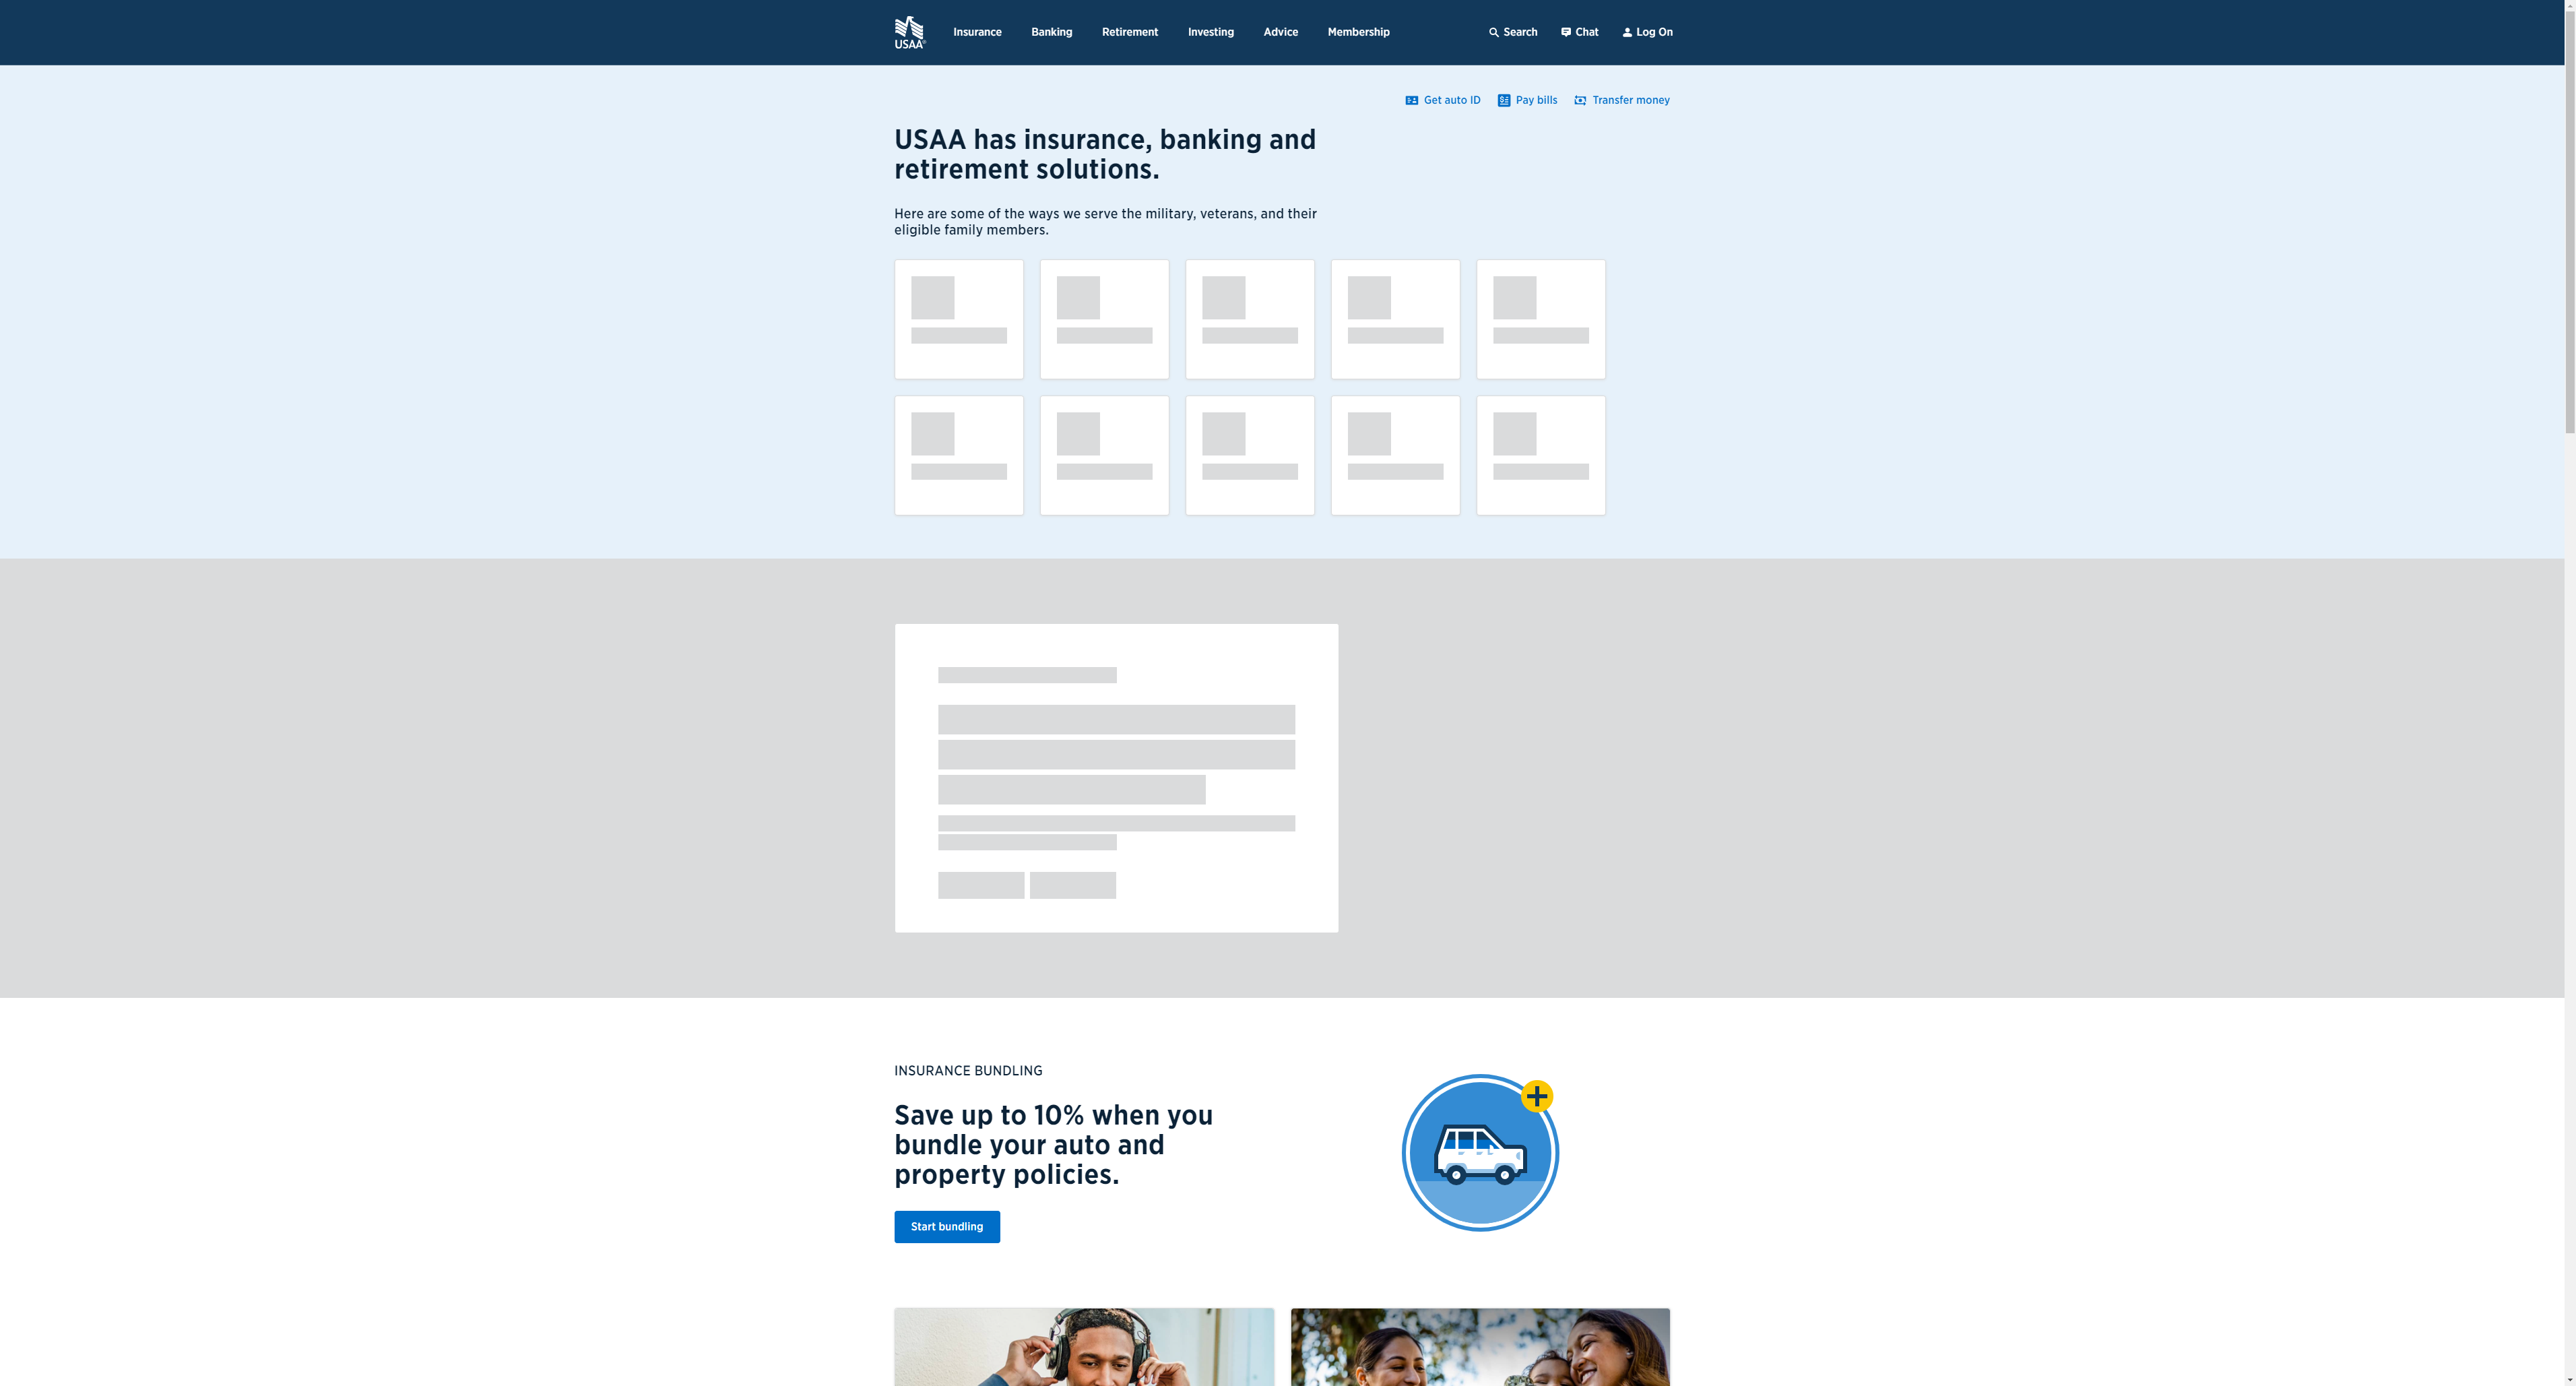 USAA®
Insurance
Banking
Retirement
Investing
Advice
Membership
Search
Chat
Log On
Get auto ID
Pay bills
Transfer money
USAA has insurance, banking and
retirement solutions.
Here are some of the ways we serve the military, veterans, and their
eligible family members.
INSURANCE BUNDLING
Save up to 10% when you
bundle your auto and
property policies.
Start bundling